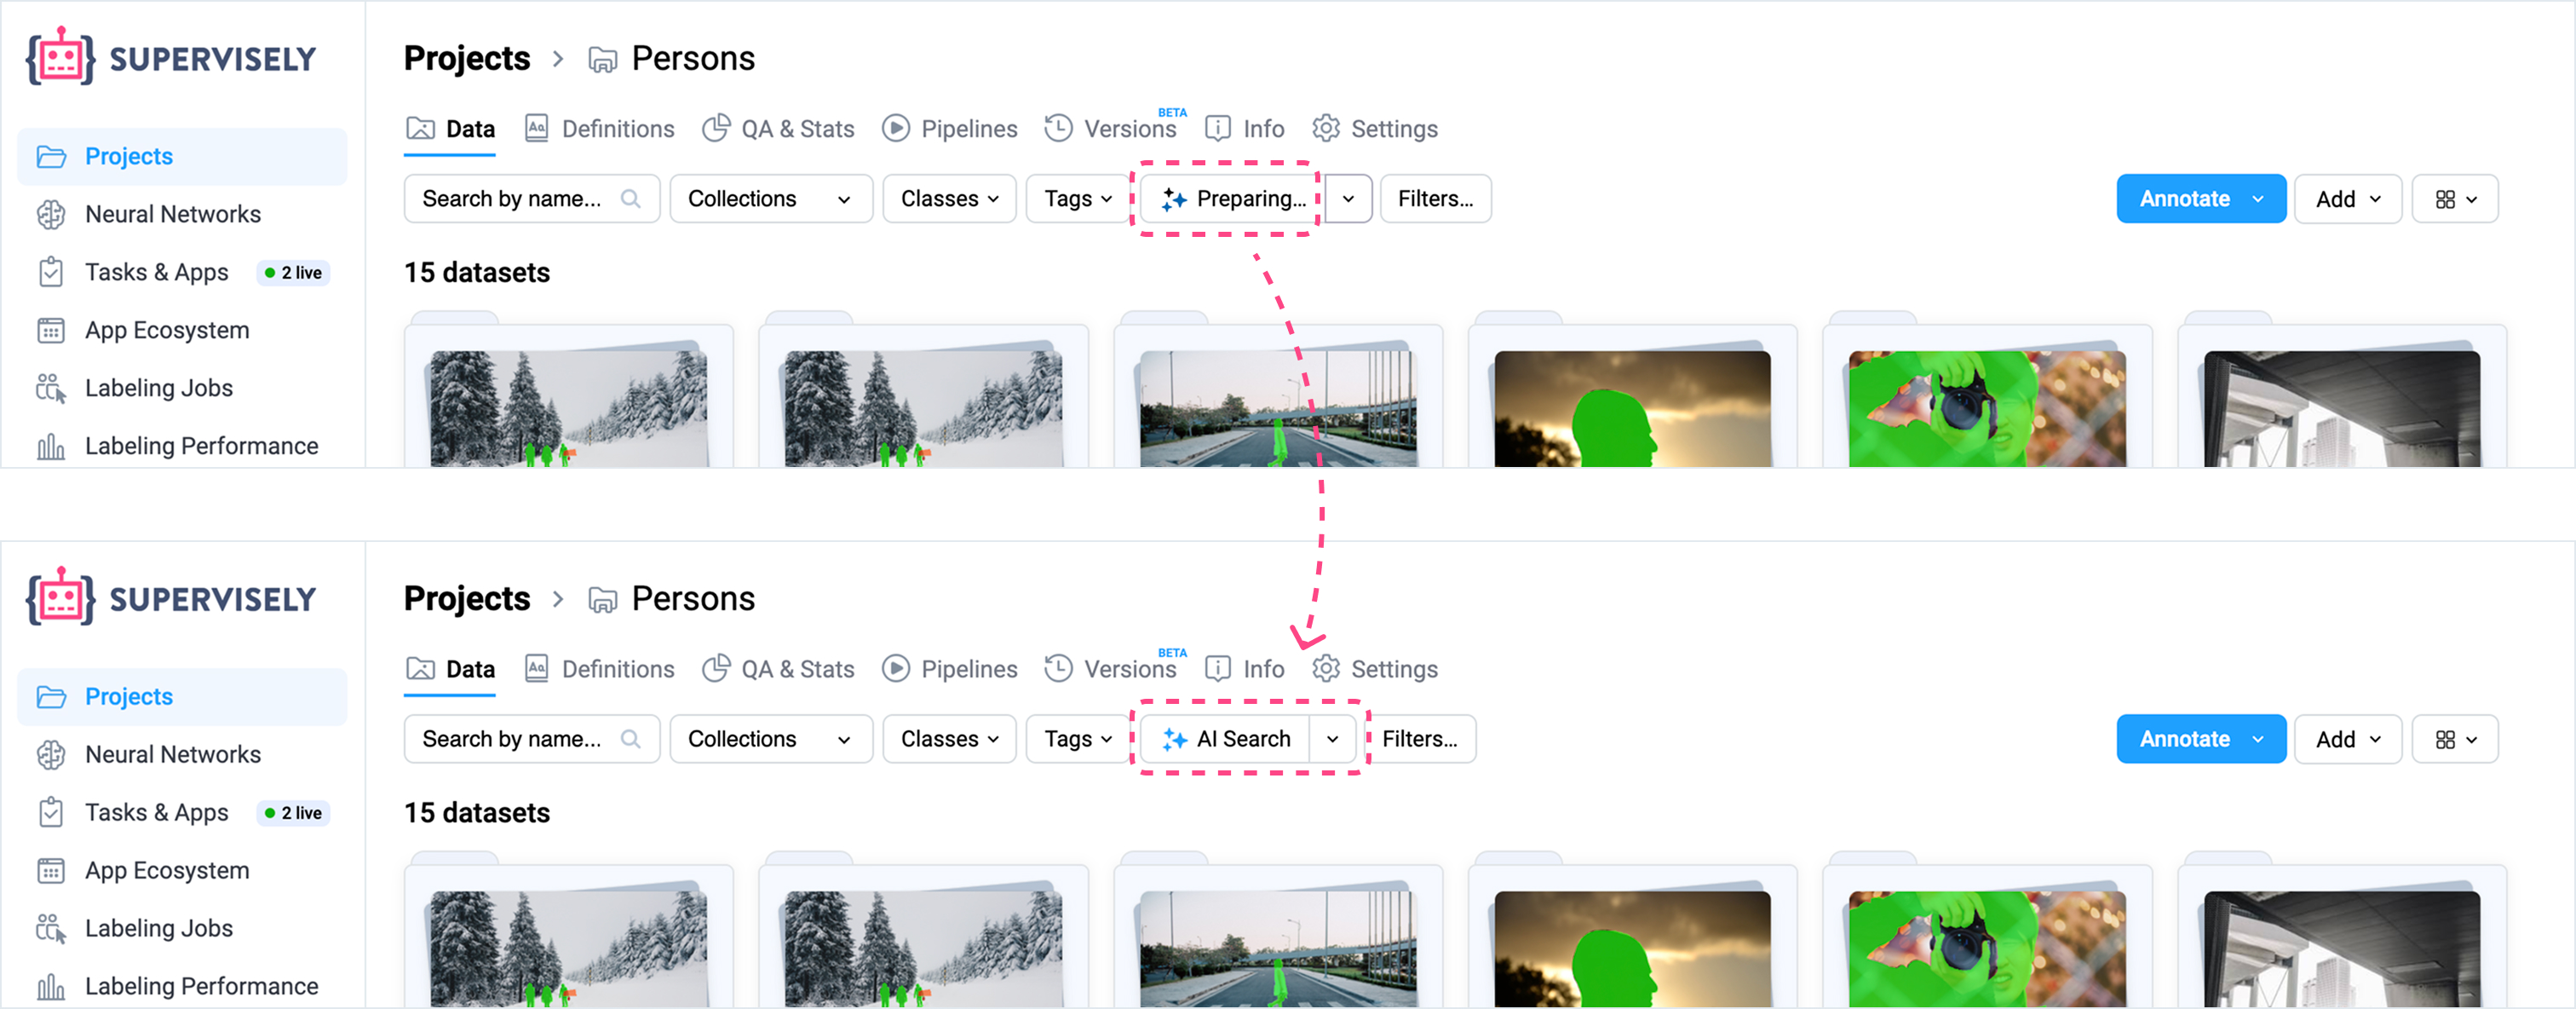 SUPERVISELY
Projects > Persons
Data Definitions QA & Stats Pipelines Versions BETA Info Settings
Projects
Search by name... Collections Classes Tags Preparing... Filters... Annotate Add
Neural Networks
Tasks & Apps 2 live
15 datasets
App Ecosystem
Labeling Jobs
Labeling Performance
SUPERVISELY
Projects > Persons
Data Definitions QA & Stats Pipelines Versions BETA Info Settings
Projects
Search by name... Collections Classes Tags AI Search Filters... Annotate Add
Neural Networks
Tasks & Apps 2 live
15 datasets
App Ecosystem
Labeling Jobs
Labeling Performance